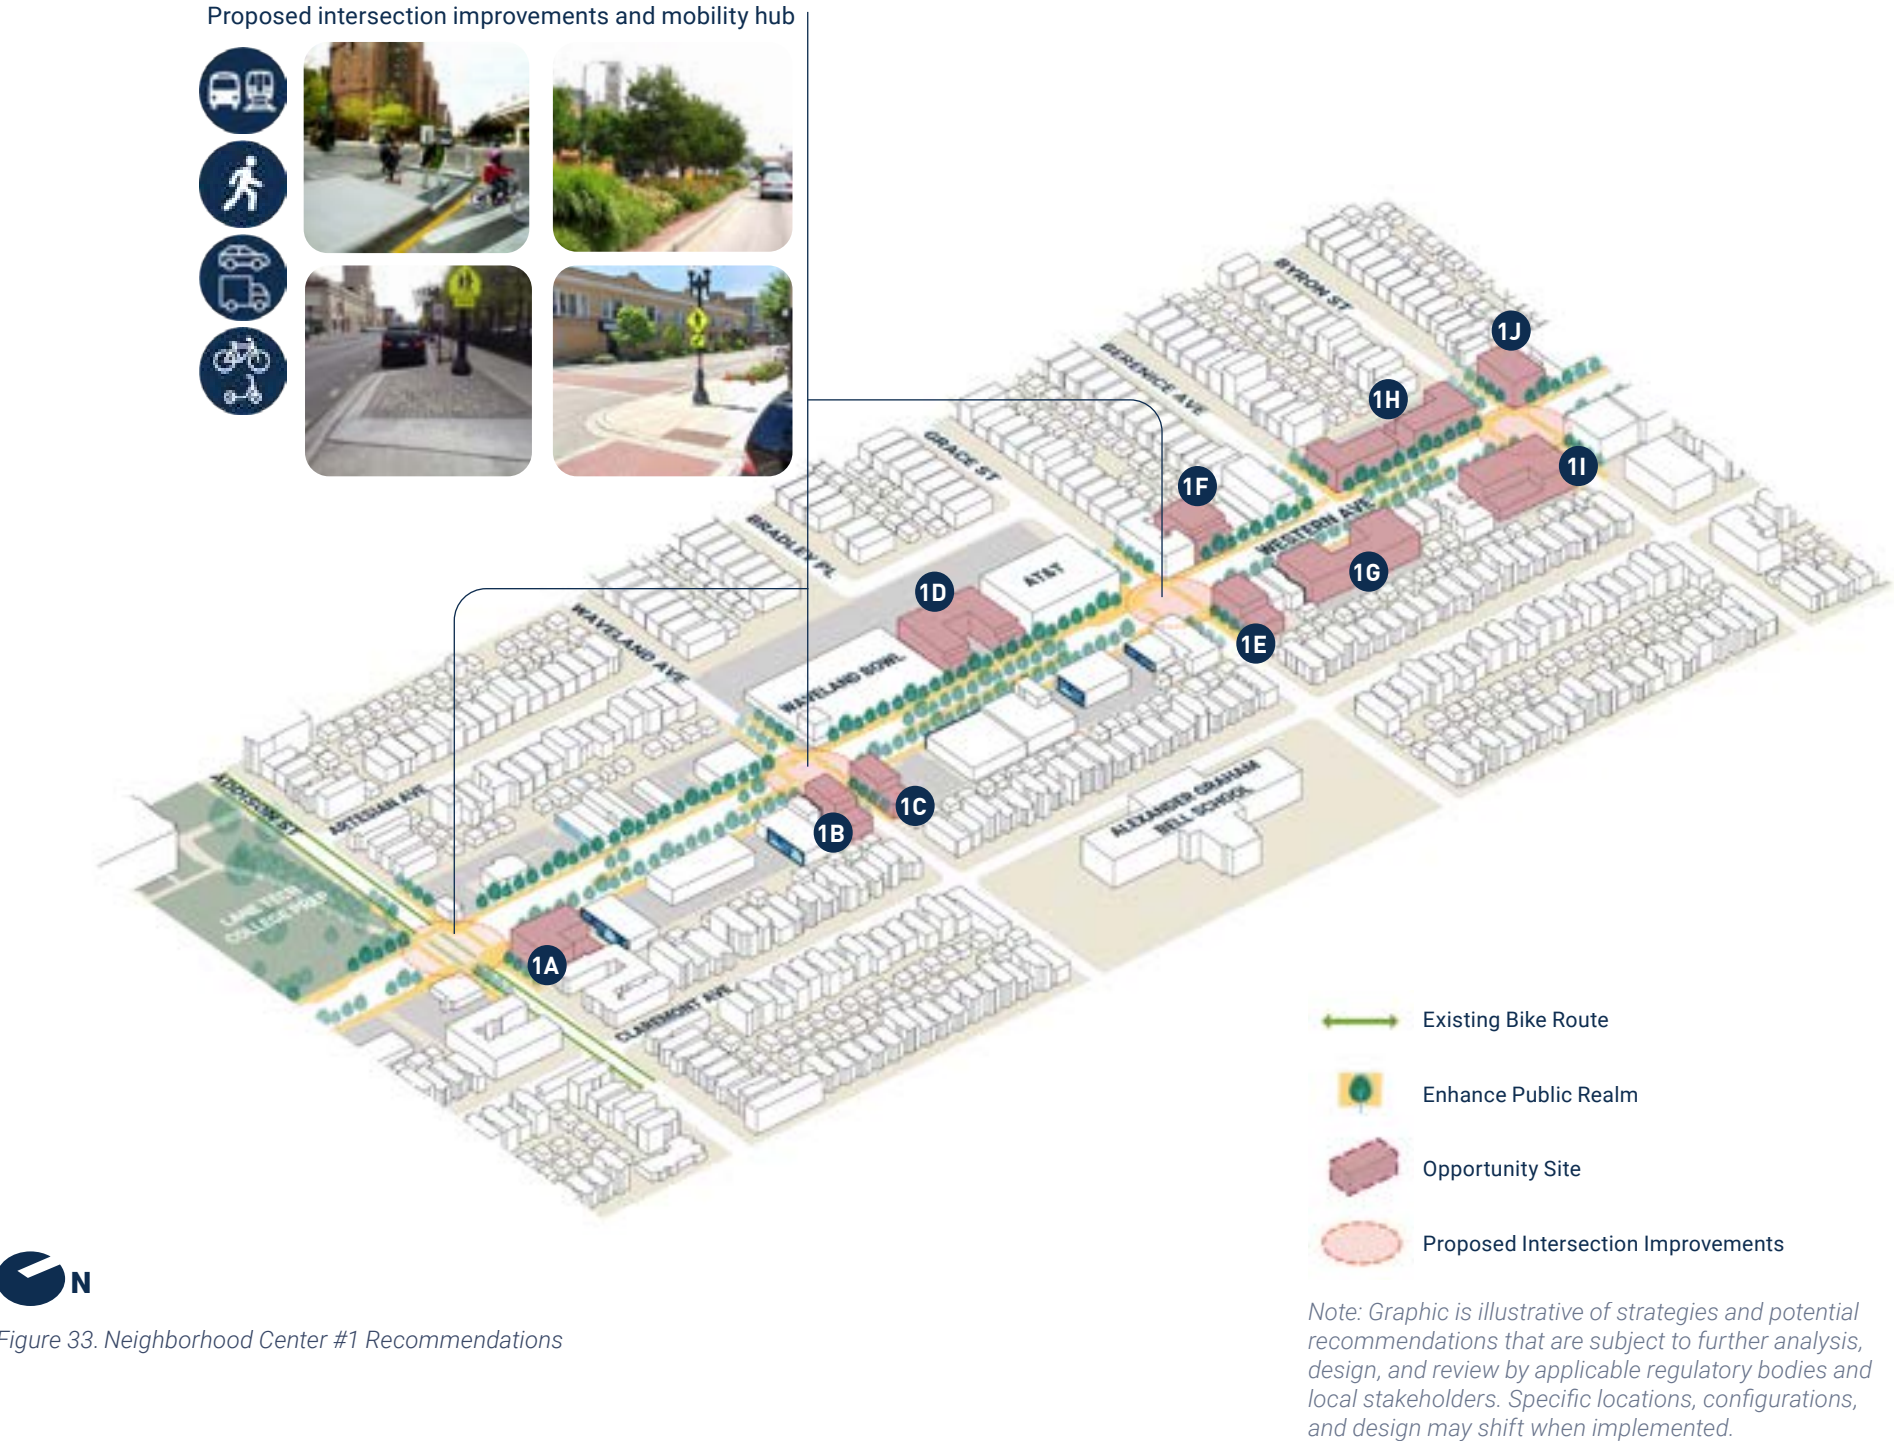 Proposed intersection improvements and mobility hub
BYRON ST
1J
BERENICE AVE
1H
GRACE ST
1I
1F
WESTERN AVE
BRADLEY PL
AT&T
1G
1D
WAVELAND AVE
1E
WAVELAND BOWL
ADDISON ST
ARTESIAN AVE
1C
1B
ALEXANDER GRAHAM
BELL SCHOOL
LANE TECH
COLLEGE PREP
1A
CLAREMONT AVE
Existing Bike Route
Enhance Public Realm
Opportunity Site
Proposed Intersection Improvements
N
Figure 33. Neighborhood Center #1 Recommendations
Note: Graphic is illustrative of strategies and potential
recommendations that are subject to further analysis,
design, and review by applicable regulatory bodies and
local stakeholders. Specific locations, configurations,
and design may shift when implemented.